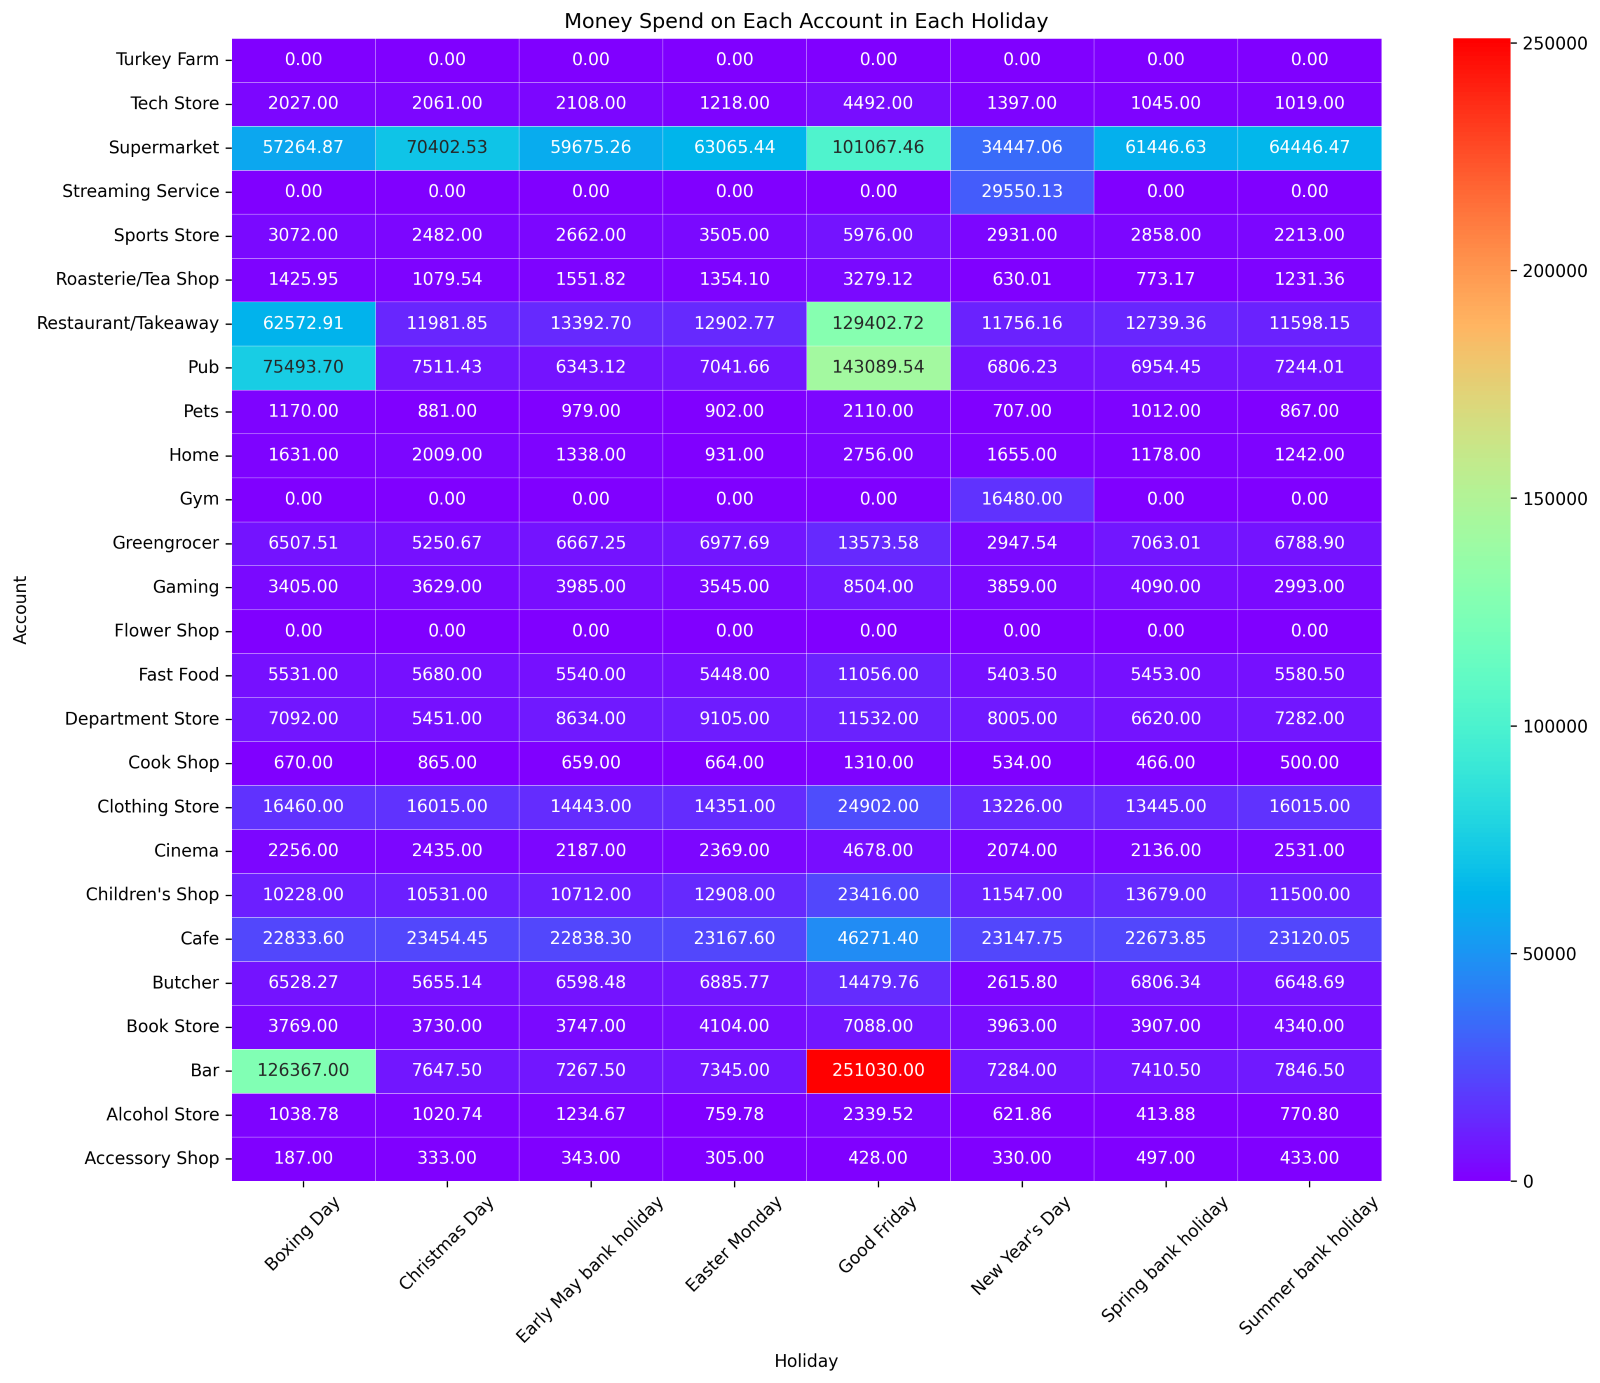 Money Spend on Each Account in Each Holiday
Turkey Farm 0.00 0.00 0.00 0.00 0.00 0.00 0.00 0.00
Tech Store 2027.00 2061.00 2108.00 1218.00 4492.00 1397.00 1045.00 1019.00
Supermarket 57264.87 70402.53 59675.26 63065.44 101067.46 34447.06 61446.63 64446.47
Streaming Service 0.00 0.00 0.00 0.00 0.00 29550.13 0.00 0.00
Sports Store 3072.00 2482.00 2662.00 3505.00 5976.00 2931.00 2858.00 2213.00
Roasterie/Tea Shop 1425.95 1079.54 1551.82 1354.10 3279.12 630.01 773.17 1231.36
Restaurant/Takeaway 62572.91 11981.85 13392.70 12902.77 129402.72 11756.16 12739.36 11598.15
Pub 75493.70 7511.43 6343.12 7041.66 143089.54 6806.23 6954.45 7244.01
Pets 1170.00 881.00 979.00 902.00 2110.00 707.00 1012.00 867.00
Home 1631.00 2009.00 1338.00 931.00 2756.00 1655.00 1178.00 1242.00
Gym 0.00 0.00 0.00 0.00 0.00 16480.00 0.00 0.00
Greengrocer 6507.51 5250.67 6667.25 6977.69 13573.58 2947.54 7063.01 6788.90
Gaming 3405.00 3629.00 3985.00 3545.00 8504.00 3859.00 4090.00 2993.00
Flower Shop 0.00 0.00 0.00 0.00 0.00 0.00 0.00 0.00
Fast Food 5531.00 5680.00 5540.00 5448.00 11056.00 5403.50 5453.00 5580.50
Department Store 7092.00 5451.00 8634.00 9105.00 11532.00 8005.00 6620.00 7282.00
Cook Shop 670.00 865.00 659.00 664.00 1310.00 534.00 466.00 500.00
Clothing Store 16460.00 16015.00 14443.00 14351.00 24902.00 13226.00 13445.00 16015.00
Cinema 2256.00 2435.00 2187.00 2369.00 4678.00 2074.00 2136.00 2531.00
Children's Shop 10228.00 10531.00 10712.00 12908.00 23416.00 11547.00 13679.00 11500.00
Cafe 22833.60 23454.45 22838.30 23167.60 46271.40 23147.75 22673.85 23120.05
Butcher 6528.27 5655.14 6598.48 6885.77 14479.76 2615.80 6806.34 6648.69
Book Store 3769.00 3730.00 3747.00 4104.00 7088.00 3963.00 3907.00 4340.00
Bar 126367.00 7647.50 7267.50 7345.00 251030.00 7284.00 7410.50 7846.50
Alcohol Store 1038.78 1020.74 1234.67 759.78 2339.52 621.86 413.88 770.80
Accessory Shop 187.00 333.00 343.00 305.00 428.00 330.00 497.00 433.00
Boxing Day Christmas Day Early May bank holiday Easter Monday Good Friday New Year's Day Spring bank holiday Summer bank holiday
Holiday
Account
250000
200000
150000
100000
50000
0